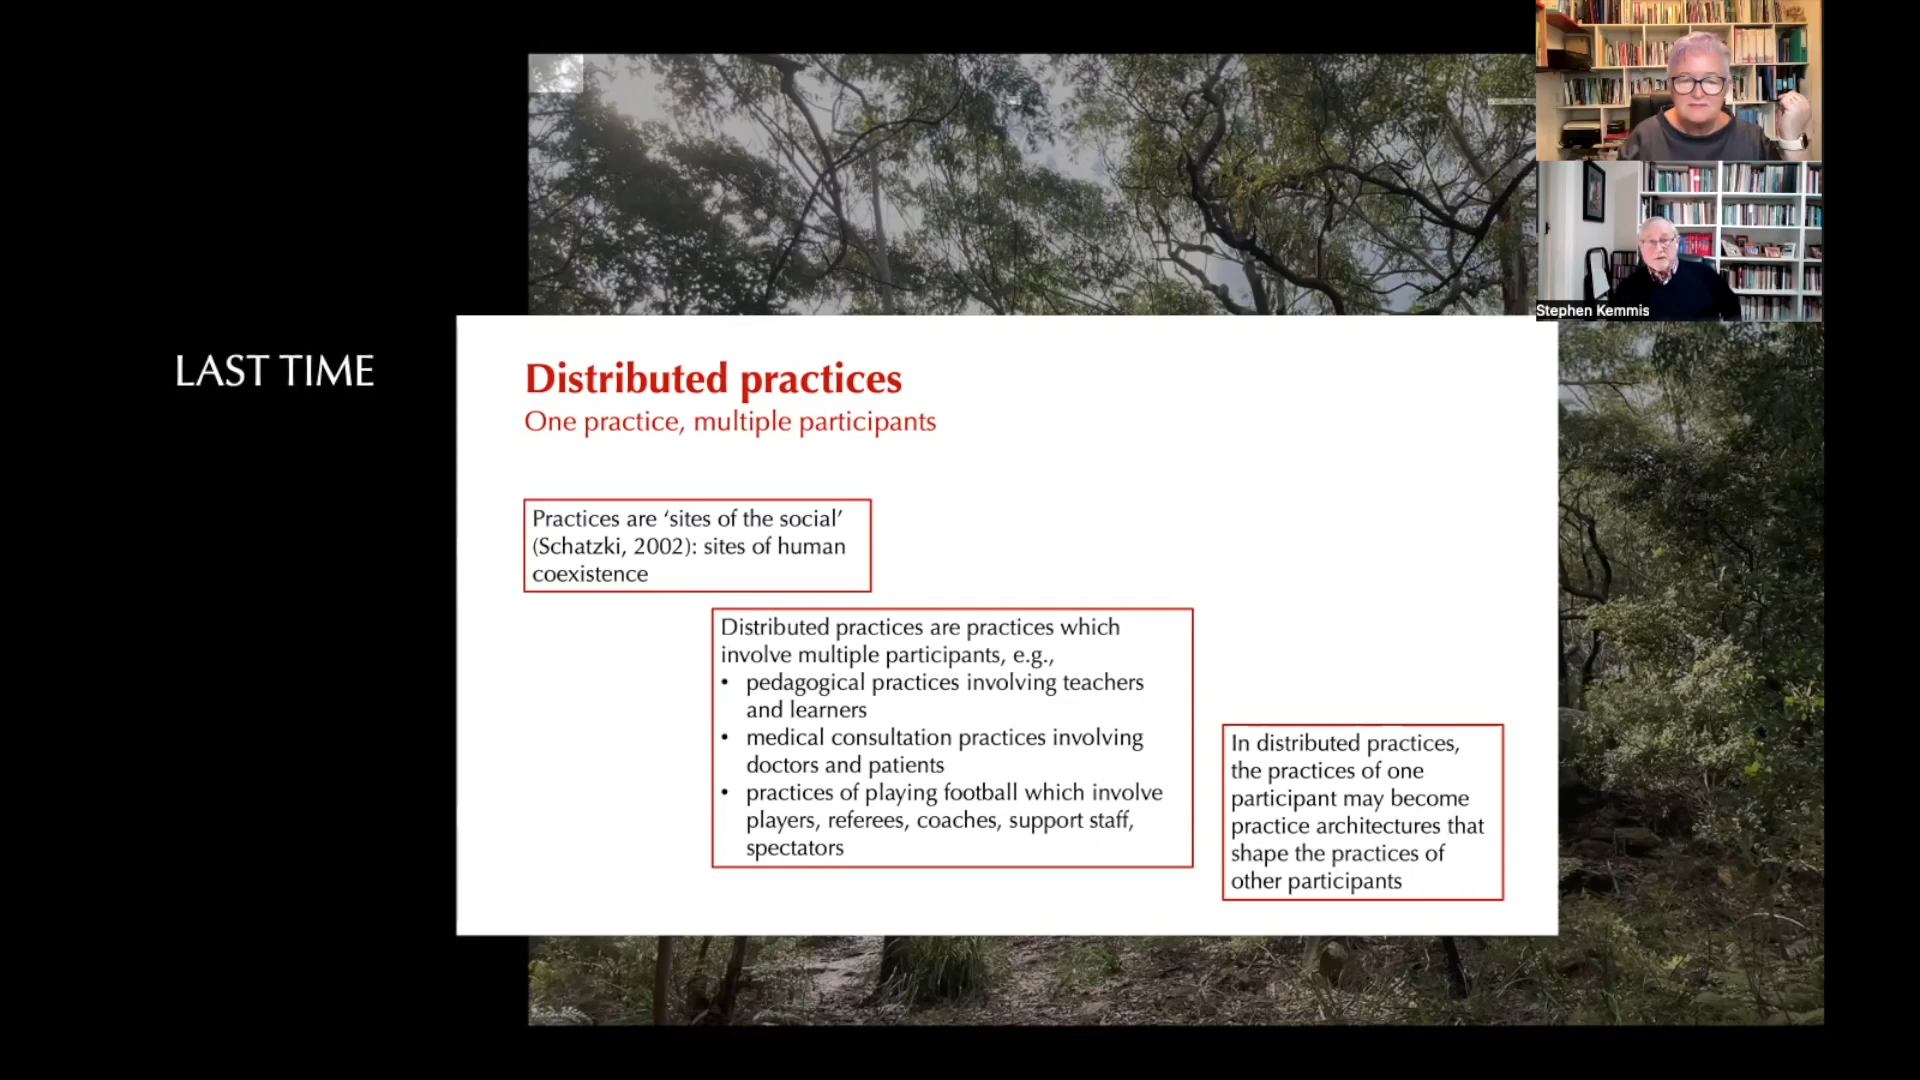 LAST TIME
Distributed practices
One practice, multiple participants
Practices are ‘sites of the social’
(Schatzki, 2002): sites of human
coexistence
Distributed practices are practices which
involve multiple participants, e.g.,
• pedagogical practices involving teachers
and learners
• medical consultation practices involving
doctors and patients
• practices of playing football which involve
players, referees, coaches, support staff,
spectators
In distributed practices,
the practices of one
participant may become
practice architectures that
shape the practices of
other participants
Stephen Kemmis